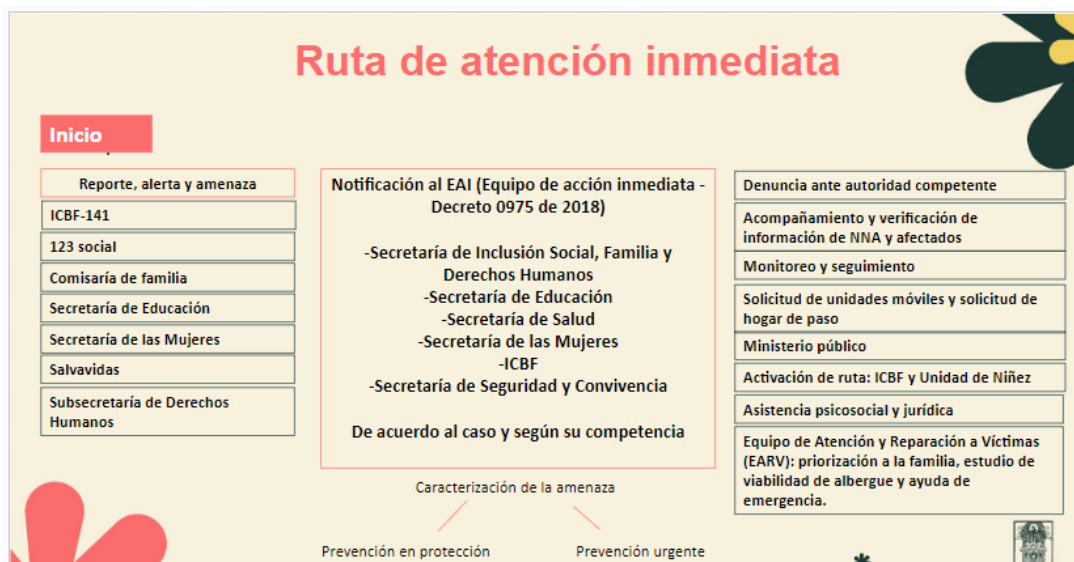 Ruta de atención inmediata
Inicio
Reporte, alerta y amenaza
ICBF-141
123 social
Comisaría de familia
Secretaría de Educación
Secretaría de las Mujeres
Salvavidas
Subsecretaría de Derechos
Humanos
Notificación al EAI (Equipo de acción inmediata -
Decreto 0975 de 2018)
-Secretaría de Inclusión Social, Familia y
Derechos Humanos
-Secretaría de Educación
-Secretaría de Salud
-Secretaría de las Mujeres
-ICBF
-Secretaría de Seguridad y Convivencia
De acuerdo al caso y según su competencia
Caracterización de la amenaza
Prevención en protección
Prevención urgente
Denuncia ante autoridad competente
Acompañamiento y verificación de
información de NNA y afectados
Monitoreo y seguimiento
Solicitud de unidades móviles y solicitud de
hogar de paso
Ministerio público
Activación de ruta: ICBF y Unidad de Niñez
Asistencia psicosocial y jurídica
Equipo de Atención y Reparación a Víctimas
(EARV): priorización a la familia, estudio de
viabilidad de albergue y ayuda de
emergencia.